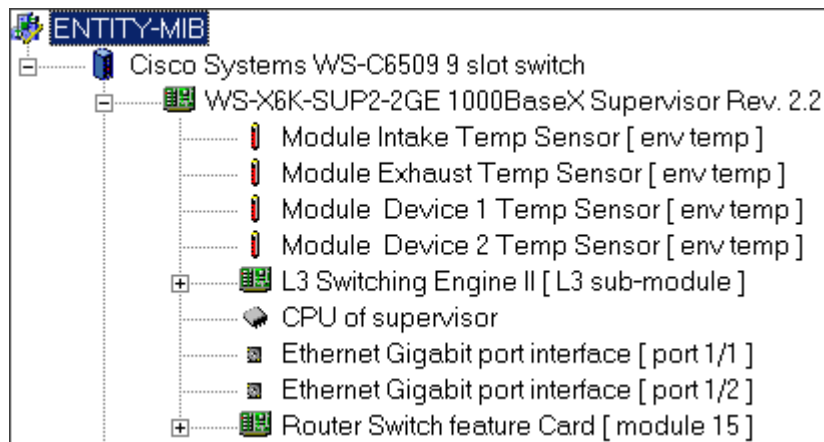 ENTITY-MIB
Cisco Systems WS-C6509 9 slot switch
WS-X6K-SUP2-2GE 1000BaseX Supervisor Rev. 2.2
Module Intake Temp Sensor [ env temp ]
Module Exhaust Temp Sensor [ env temp ]
Module Device 1 Temp Sensor [ env temp ]
Module Device 2 Temp Sensor [ env temp ]
L3 Switching Engine II [ L3 sub-module ]
CPU of supervisor
Ethernet Gigabit port interface [ port 1/1 ]
Ethernet Gigabit port interface [ port 1/2 ]
Router Switch feature Card [ module 15 ]